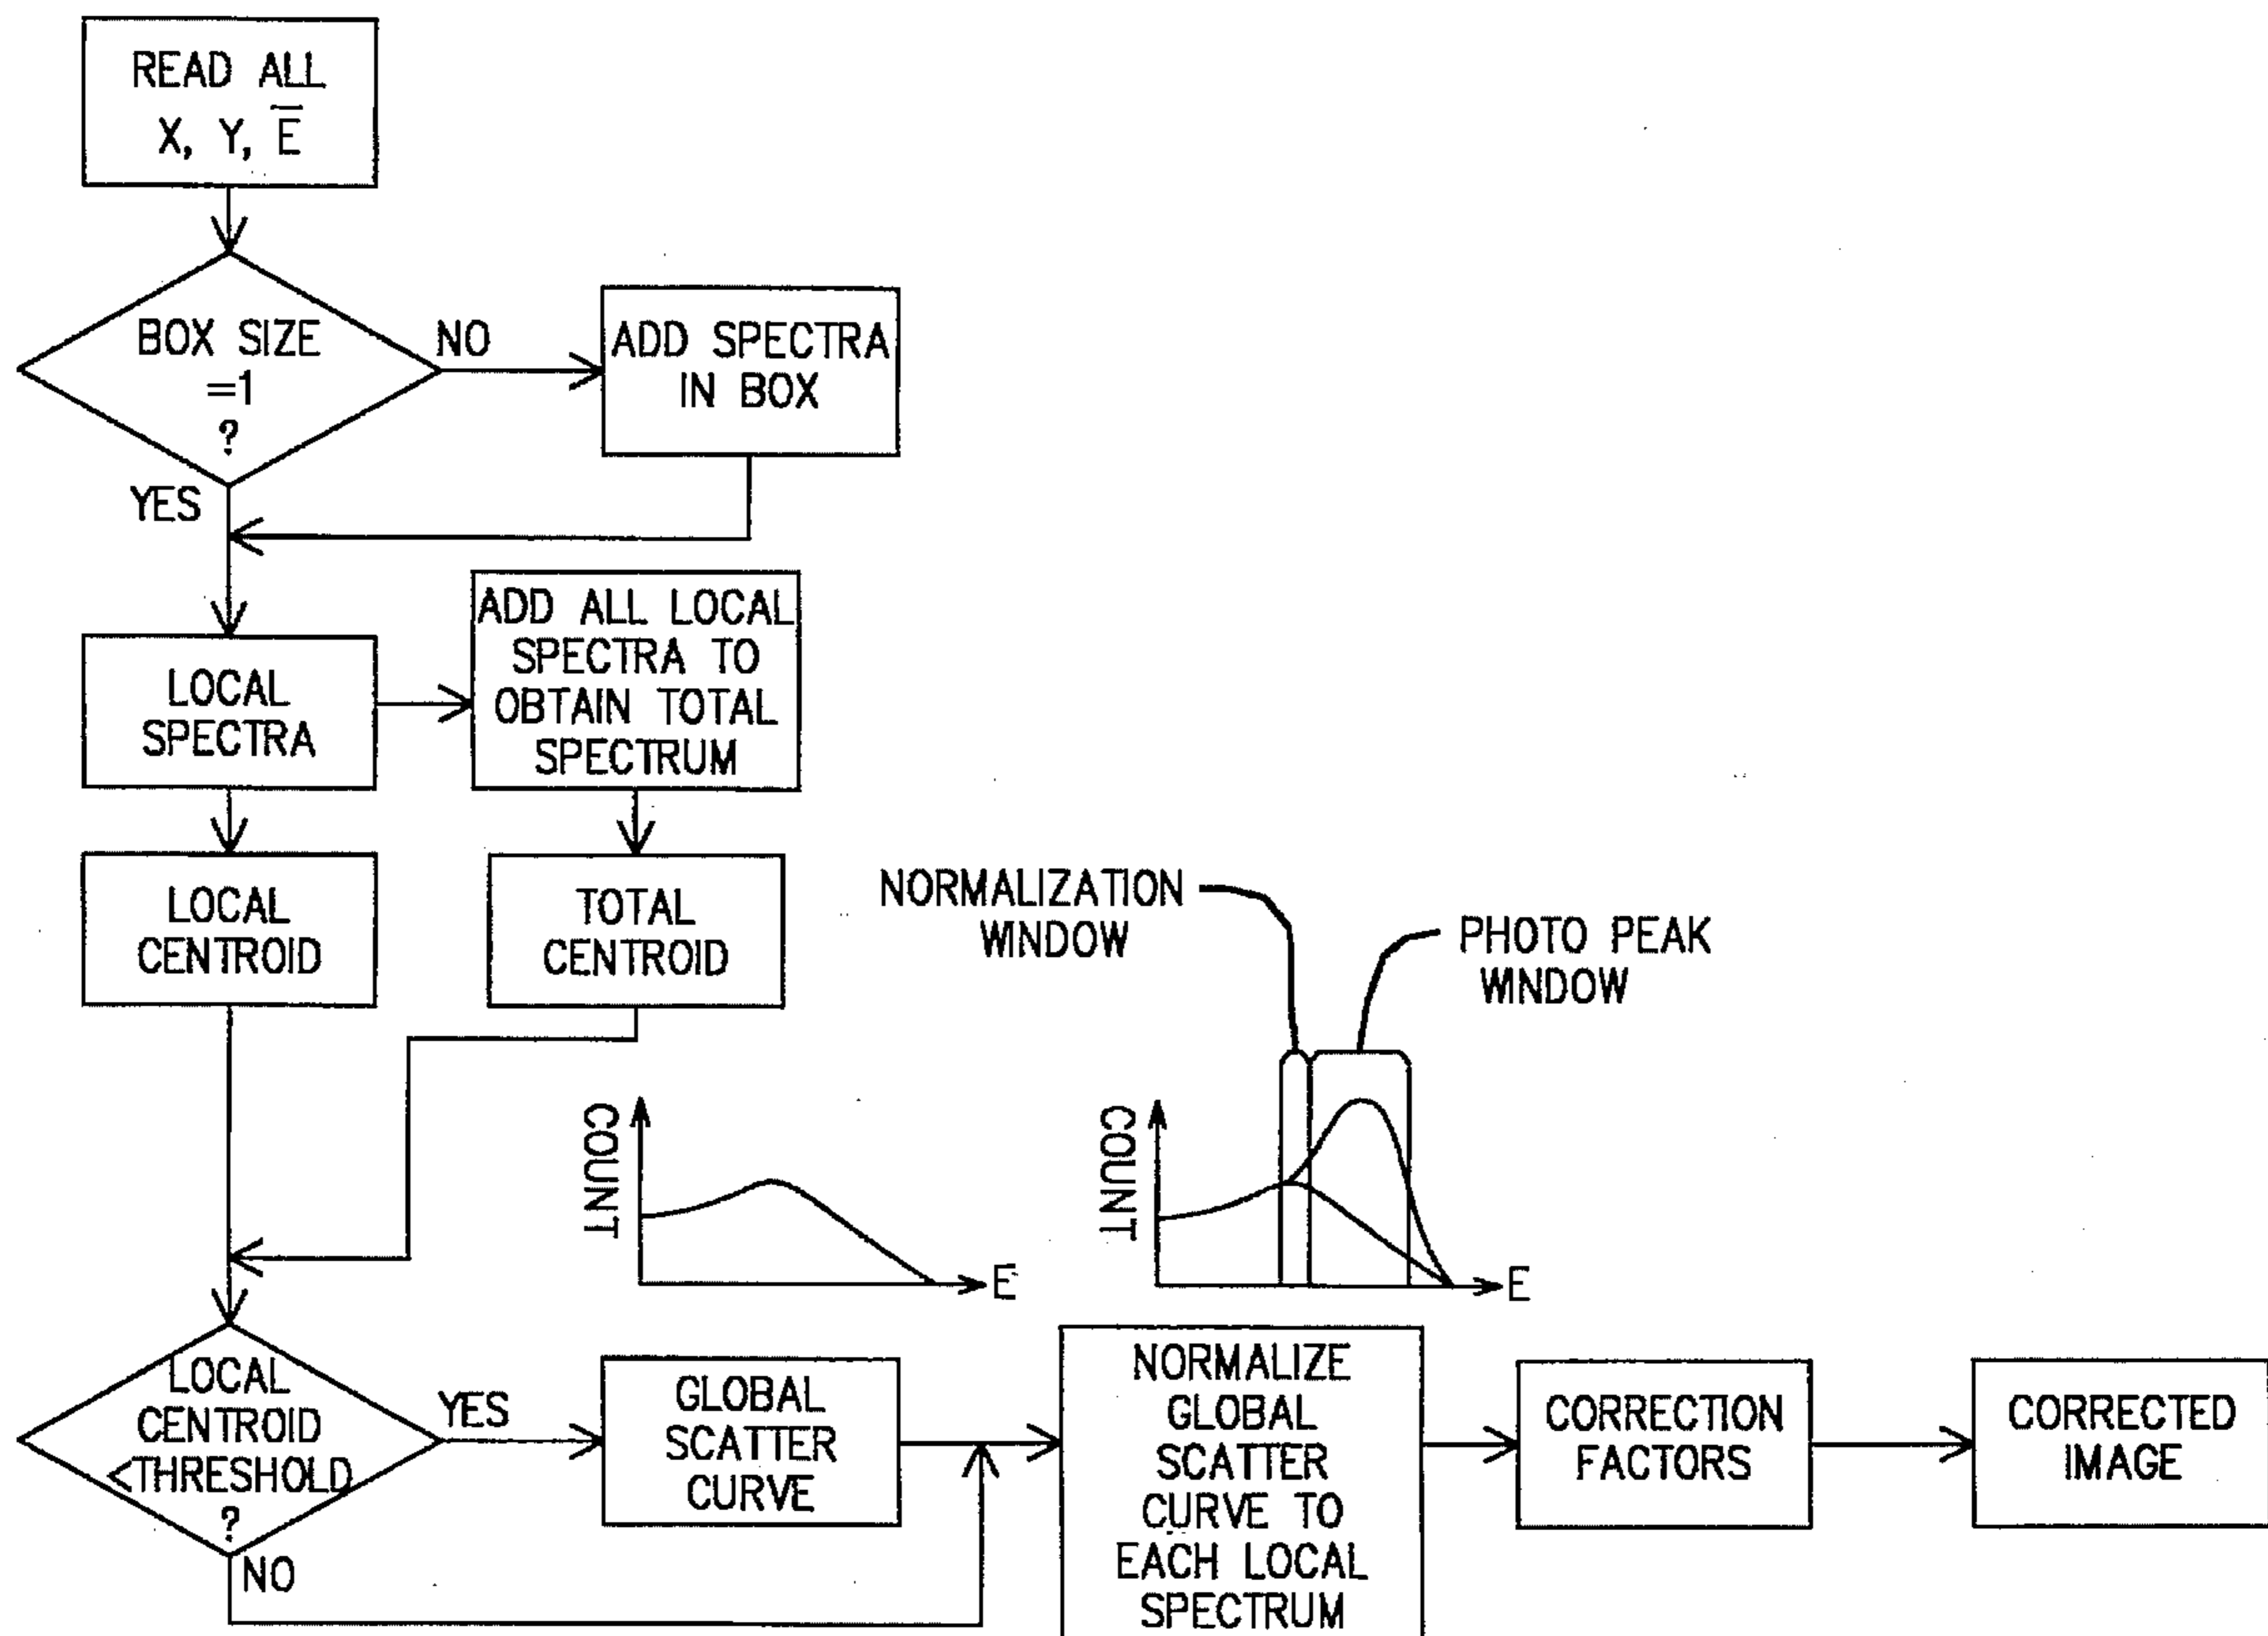 READ ALL
X, Y, E̅
BOX SIZE
=1
?
NO
YES
ADD SPECTRA
IN BOX
LOCAL
SPECTRA
ADD ALL LOCAL
SPECTRA TO
OBTAIN TOTAL
SPECTRUM
LOCAL
CENTROID
TOTAL
CENTROID
NORMALIZATION
WINDOW
PHOTO PEAK
WINDOW
COUNT
E
COUNT
E
LOCAL
CENTROID
<THRESHOLD
?
YES
NO
GLOBAL
SCATTER
CURVE
NORMALIZE
GLOBAL
SCATTER
CURVE TO
EACH LOCAL
SPECTRUM
CORRECTION
FACTORS
CORRECTED
IMAGE